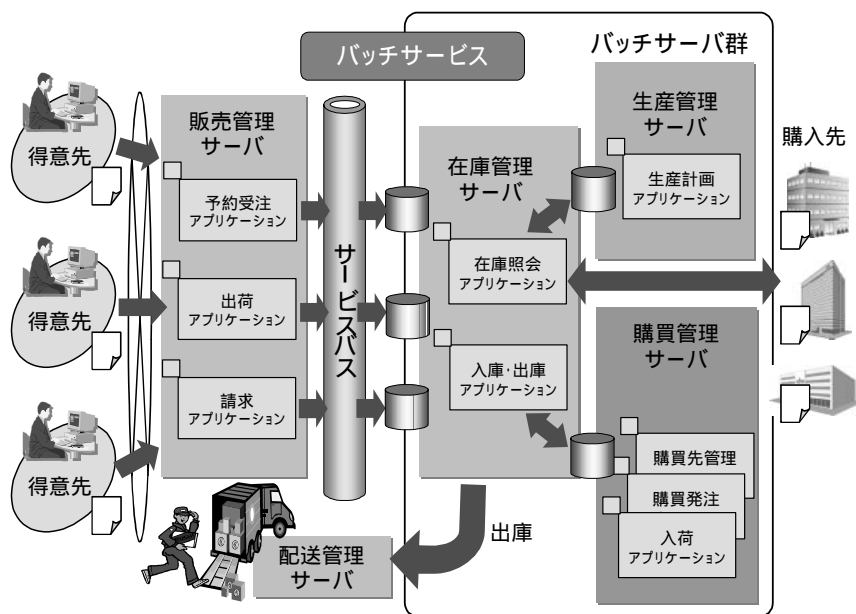 バッチサービス
バッチサーバ群
得意先
得意先
得意先
販売管理
サーバ
予約受注
アプリケーション
出荷
アプリケーション
請求
アプリケーション
サービスバス
在庫管理
サーバ
在庫照会
アプリケーション
入庫・出庫
アプリケーション
生産管理
サーバ
生産計画
アプリケーション
購入先
購買管理
サーバ
購買先管理
購買発注
入荷
アプリケーション
出庫
配送管理
サーバ